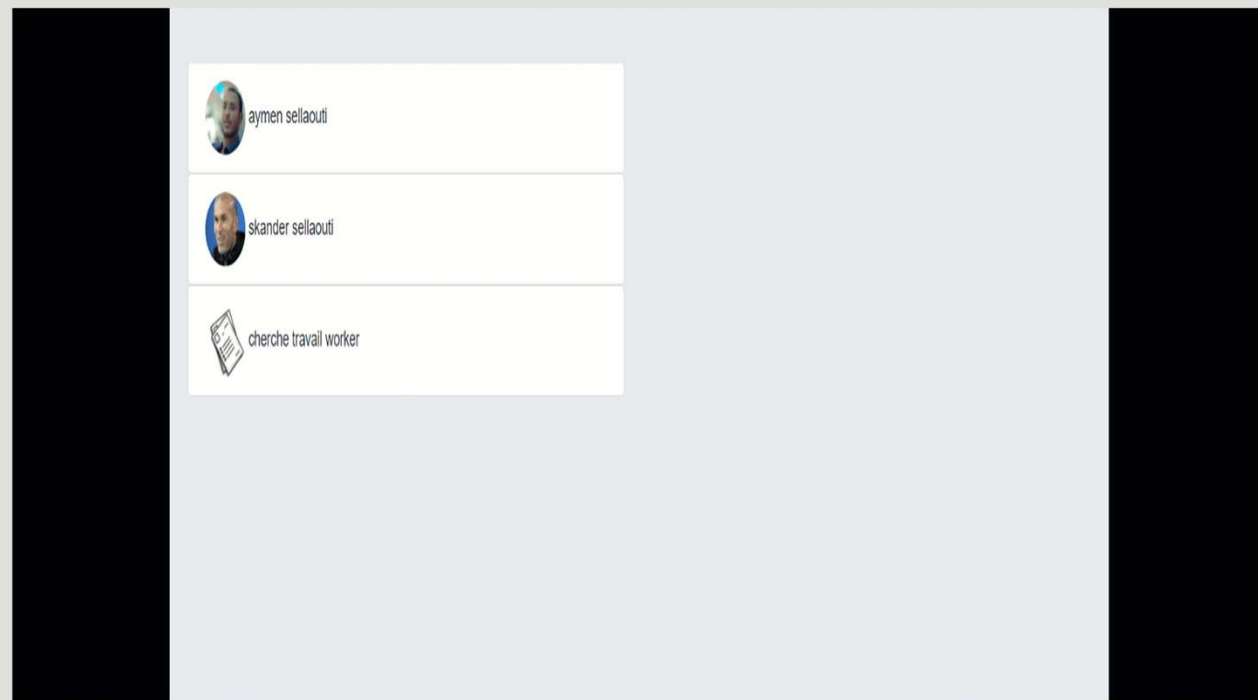 aymen sellaouti
skander sellaouti
cherche travail worker